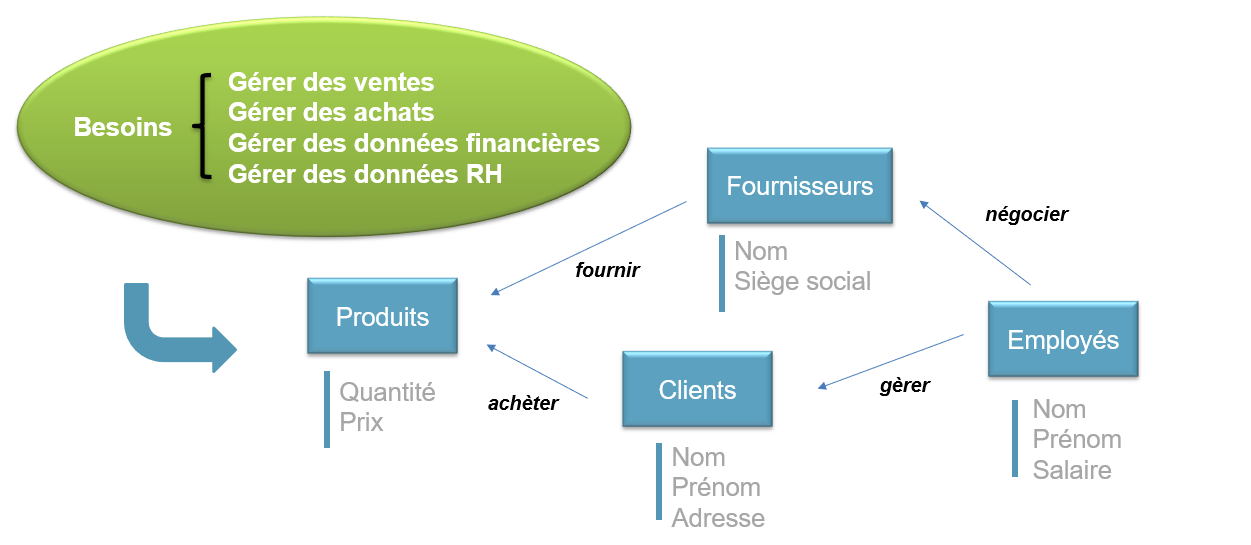 Besoins
Gérer des ventes
Gérer des achats
Gérer des données financières
Gérer des données RH
Fournisseurs
Nom
Siège social
négocier
fournir
Produits
Quantité
Prix
achèter
Clients
Nom
Prénom
Adresse
gèrer
Employés
Nom
Prénom
Salaire